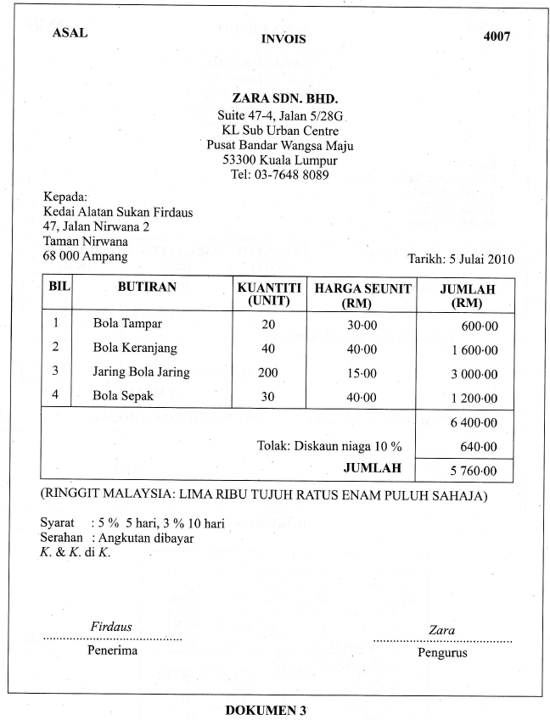 ASAL INVOIS 4007
ZARA SDN. BHD.
Suite 47-4, Jalan 5/28G
KL Sub Urban Centre
Pusat Bandar Wangsa Maju
53300 Kuala Lumpur
Tel: 03-7648 8089
Kepada:
Kedai Alatan Sukan Firdaus
47, Jalan Nirwana 2
Taman Nirwana
68 000 Ampang
Tarikh: 5 Julai 2010
BIL BUTIRAN KUANTITI (UNIT) HARGA SEUNIT (RM) JUMLAH (RM)
1 Bola Tampar 20 30·00 600·00
2 Bola Keranjang 40 40·00 1 600·00
3 Jaring Bola Jaring 200 15·00 3 000·00
4 Bola Sepak 30 40·00 1 200·00
6 400·00
Tolak: Diskaun niaga 10 % 640·00
JUMLAH 5 760·00
(RINGGIT MALAYSIA: LIMA RIBU TUJUH RATUS ENAM PULUH SAHAJA)
Syarat : 5 % 5 hari, 3 % 10 hari
Serahan : Angkutan dibayar
K. & K. di K.
Firdaus Zara
Penerima Pengurus
DOKUMEN 3